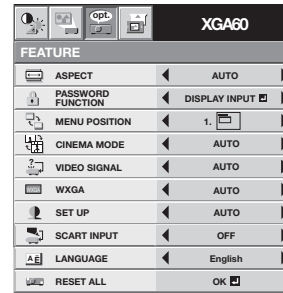 opt.
XGA60
FEATURE
ASPECT AUTO
PASSWORD FUNCTION DISPLAY INPUT
MENU POSITION 1.
CINEMA MODE AUTO
VIDEO SIGNAL AUTO
WXGA AUTO
SET UP AUTO
SCART INPUT OFF
LANGUAGE English
RESET ALL OK